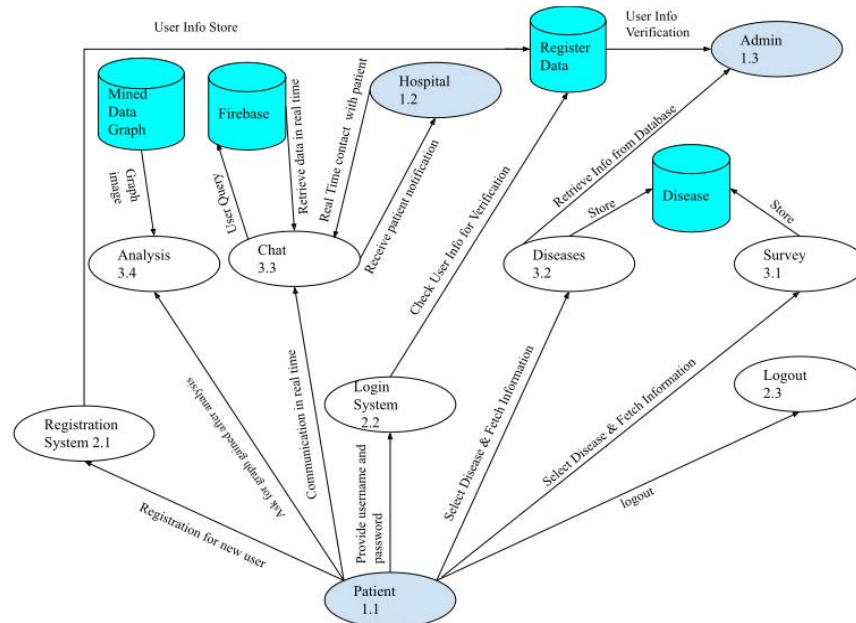 User Info Store
User Info
Verification
Register
Data
Admin
1.3
Mined
Data
Graph
Firebase
Hospital
1.2
Graph
image
User Query
Retrieve data in real time
Real Time contact with patient
Receive patient notification
Check User Info for Verification
Retrieve Info from Database
Disease
Store
Store
Analysis
3.4
Chat
3.3
Diseases
3.2
Survey
3.1
Registration
System 2.1
Login
System
2.2
Logout
2.3
Registration for new user
Ask for graph gained after analysis
Communication in real time
Provide username and
password
Select Disease & Fetch Information
Select Disease & Fetch Information
logout
Patient
1.1